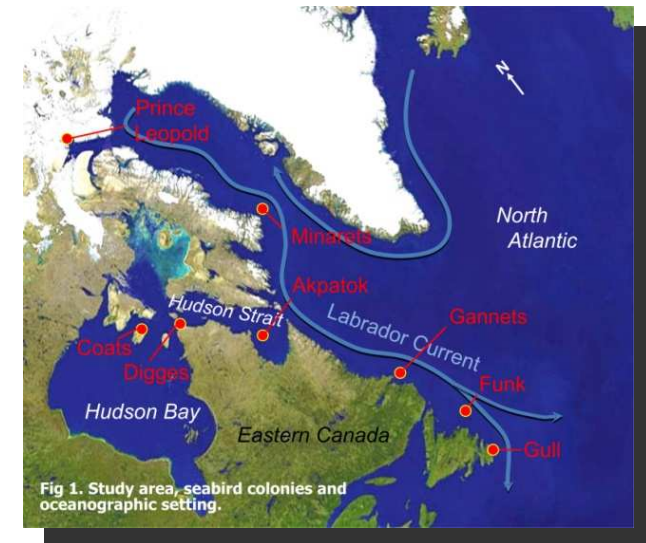 N
Prince
Leopold
North
Atlantic
Minarets
Akpatok
Hudson Strait
Labrador Current
Gannets
Coats
Digges
Funk
Hudson Bay
Eastern Canada
Gull
Fig 1. Study area, seabird colonies and
oceanographic setting.